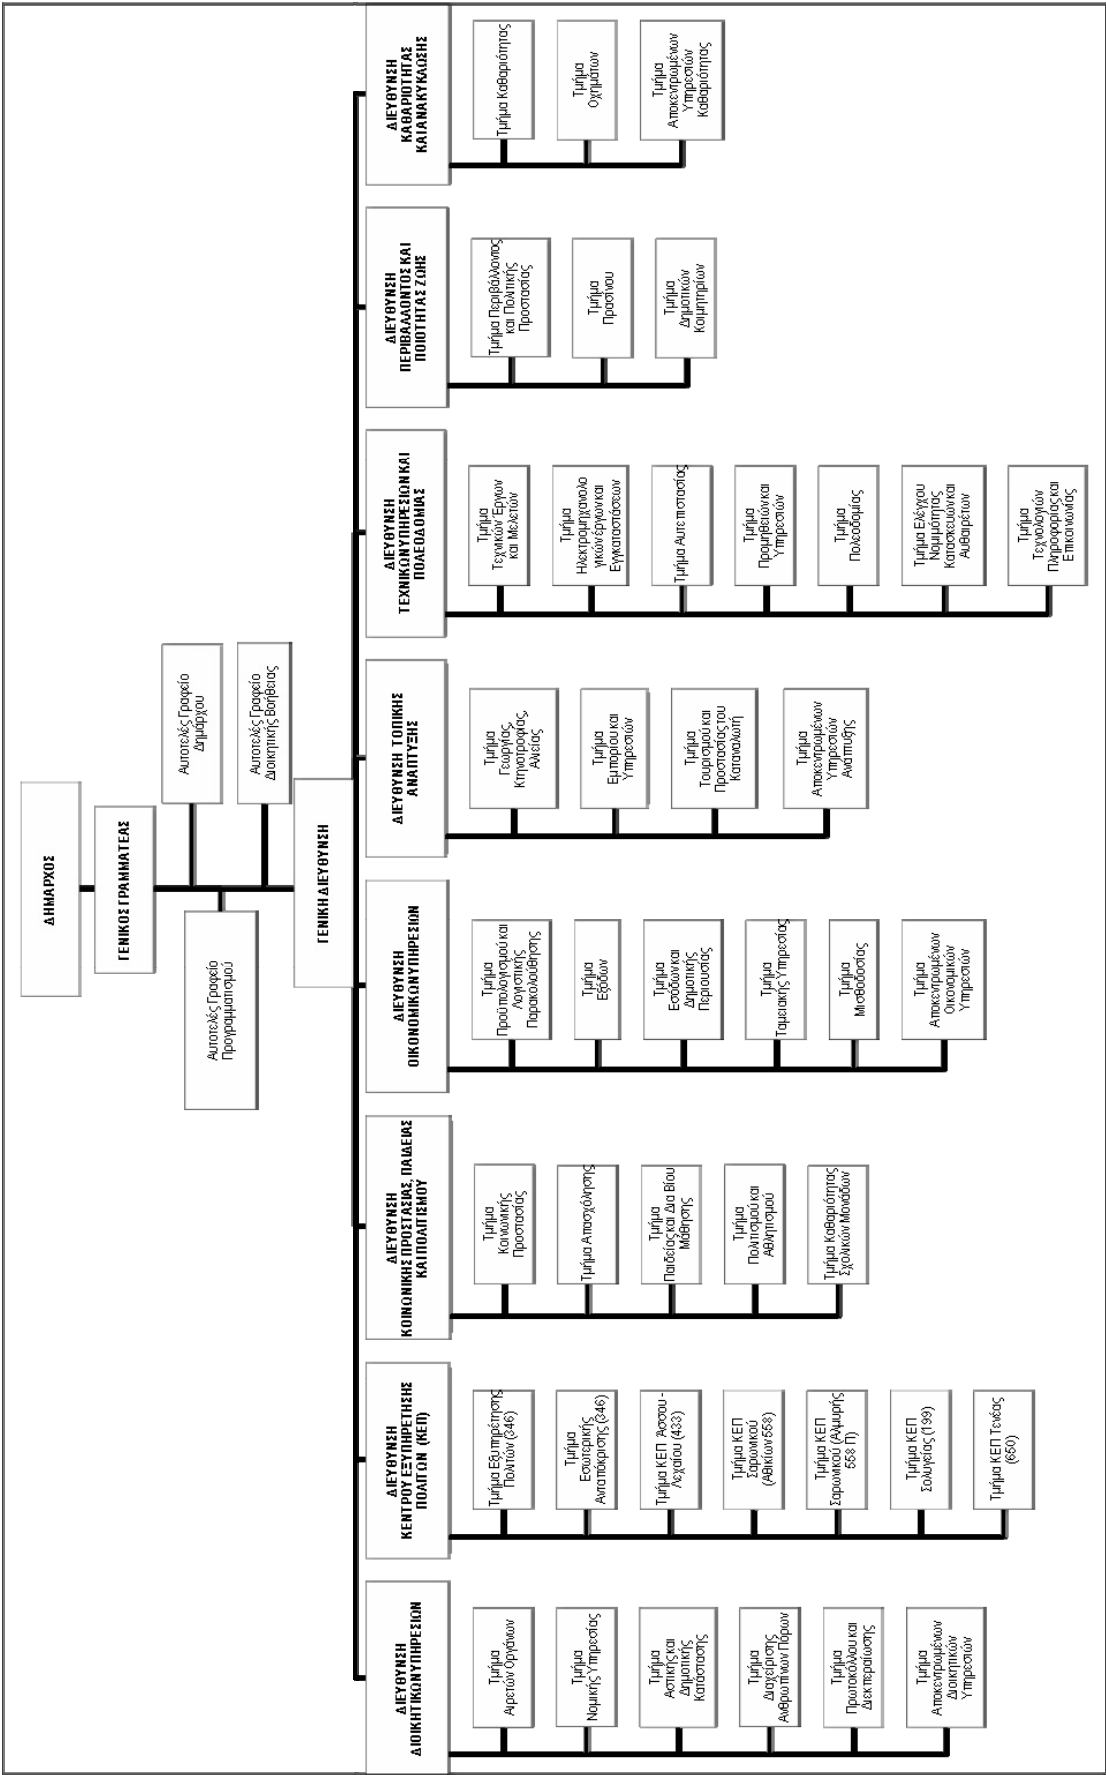 ΔΗΜΑΡΧΟΣ
ΓΕΝΙΚΟΣ ΓΡΑΜΜΑΤΕΑΣ
Αυτοτελές Γραφείο
Προγραμματισμού
Αυτοτελές Γραφείο
Δημάρχου
Αυτοτελές Γραφείο
Διοικητικής Βοήθειας
ΓΕΝΙΚΗ ΔΙΕΥΘΥΝΣΗ
ΔΙΕΥΘΥΝΣΗ
ΔΙΟΙΚΗΤΙΚΩΝ ΥΠΗΡΕΣΙΩΝ
Τμήμα
Αιρετών Οργάνων
Τμήμα
Νομικής Υπηρεσίας
Τμήμα
Αστικής και
Δημοτικής
Κατάστασης
Τμήμα
Διαχείρισης
Ανθρωπίνων Πόρων
Τμήμα
Πρωτοκόλλου και
Διεκπεραίωσης
Τμήμα
Αποκεντρωμένων
Διοικητικών
Υπηρεσιών
ΔΙΕΥΘΥΝΣΗ
ΚΕΝΤΡΟΥ ΕΞΥΠΗΡΕΤΗΣΗΣ
ΠΟΛΙΤΩΝ (ΚΕΠ)
Τμήμα Εξυπηρέτησης
Πολιτών (346)
Τμήμα
Εσωτερικής
Ανταπόκρισης (346)
Τμήμα ΚΕΠ Άσσου -
Λεχαίου (433)
Τμήμα ΚΕΠ
Σαρωνικού
(Αθικίων 558)
Τμήμα ΚΕΠ
Σαρωνικού (Αλμυρής
558 Π)
Τμήμα ΚΕΠ
Σολυγείας (199)
Τμήμα ΚΕΠ Τενέας
(650)
ΔΙΕΥΘΥΝΣΗ
ΚΟΙΝΩΝΙΚΗΣ ΠΡΟΣΤΑΣΙΑΣ, ΠΑΙΔΕΙΑΣ
ΚΑΙ ΠΟΛΙΤΙΣΜΟΥ
Τμήμα
Κοινωνικής
Προστασίας
Τμήμα Απασχόλησης
Τμήμα
Παιδείας και Δια Βίου
Μάθησης
Τμήμα
Πολιτισμού και
Αθλητισμού
Τμήμα Καθαριότητας
Σχολικών Μονάδων
ΔΙΕΥΘΥΝΣΗ
ΟΙΚΟΝΟΜΙΚΩΝ ΥΠΗΡΕΣΙΩΝ
Τμήμα
Προϋπολογισμού και
Λογιστικής
Παρακολούθησης
Τμήμα
Εξόδων
Τμήμα
Εσόδων και
Δημοτικής
Περιουσίας
Τμήμα
Ταμειακής Υπηρεσίας
Τμήμα
Μισθοδοσίας
Τμήμα
Αποκεντρωμένων
Οικονομικών
Υπηρεσιών
ΔΙΕΥΘΥΝΣΗ ΤΟΠΙΚΗΣ
ΑΝΑΠΤΥΞΗΣ
Τμήμα
Γεωργίας,
Κτηνοτροφίας,
Αλιείας
Τμήμα
Εμπορίου και
Υπηρεσιών
Τμήμα
Τουρισμού και
Προστασίας του
Καταναλωτή
Τμήμα
Αποκεντρωμένων
Υπηρεσιών
Ανάπτυξης
ΔΙΕΥΘΥΝΣΗ
ΤΕΧΝΙΚΩΝ ΥΠΗΡΕΣΙΩΝ ΚΑΙ
ΠΟΛΕΟΔΟΜΙΑΣ
Τμήμα
Τεχνικών Έργων
και Μελετών
Τμήμα
Ηλεκτρομηχανολο
γικών έργων και
Εγγκαταστάσεων
Τμήμα Αυτεπιστασίας
Τμήμα
Προμηθειών και
Υπηρεσιών
Τμήμα
Πολεοδομίας
Τμήμα Ελέγχου
Νομιμότητας
Κατασκευών και
Αυθαιρέτων
Τμήμα
Τεχνολογιών
Πληροφορίας και
Επικοινωνίας
ΔΙΕΥΘΥΝΣΗ
ΠΕΡΙΒΑΛΛΟΝΤΟΣ ΚΑΙ
ΠΟΙΟΤΗΤΑΣ ΖΩΗΣ
Τμήμα Περιβάλλοντος
και Πολιτικής
Προστασίας
Τμήμα
Πρασίνου
Τμήμα
Δημοτικών
Κοιμητηρίων
ΔΙΕΥΘΥΝΣΗ
ΚΑΘΑΡΙΟΤΗΤΑΣ
ΚΑΙ ΑΝΑΚΥΚΛΩΣΗΣ
Τμήμα Καθαριότητας
Τμήμα
Οχημάτων
Τμήμα
Αποκεντρωμένων
Υπηρεσιών
Καθαριότητας